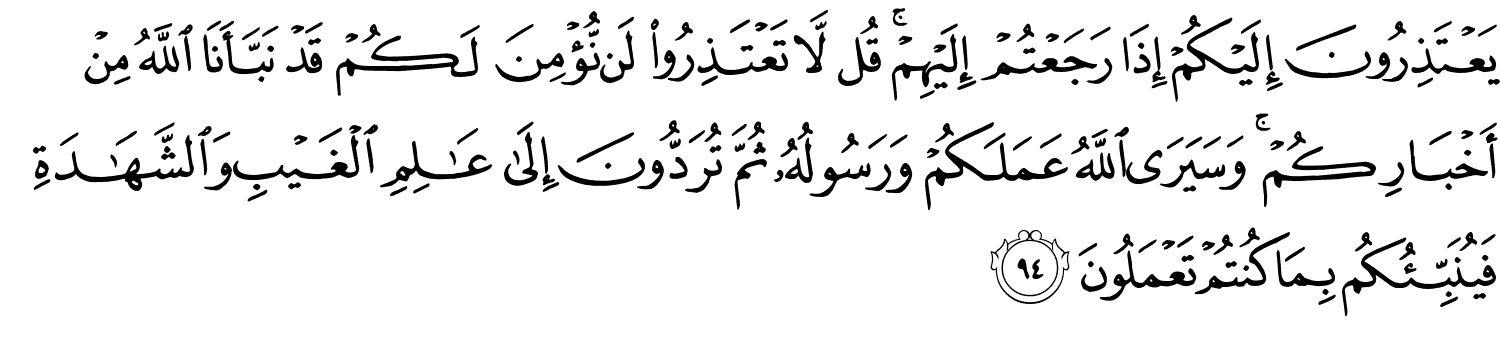 يَعْتَذِرُونَ إِلَيْكُمْ إِذَا رَجَعْتُمْ إِلَيْهِمْ ۚ قُل لَّا تَعْتَذِرُوا۟ لَن نُّؤْمِنَ لَكُمْ قَدْ نَبَّأَنَا ٱللَّهُ مِنْ
أَخْبَارِكُمْ ۚ وَسَيَرَى ٱللَّهُ عَمَلَكُمْ وَرَسُولُهُۥ ثُمَّ تُرَدُّونَ إِلَىٰ عَـٰلِمِ ٱلْغَيْبِ وَٱلشَّهَـٰدَةِ
فَيُنَبِّئُكُم بِمَا كُنتُمْ تَعْمَلُونَ ٩٤